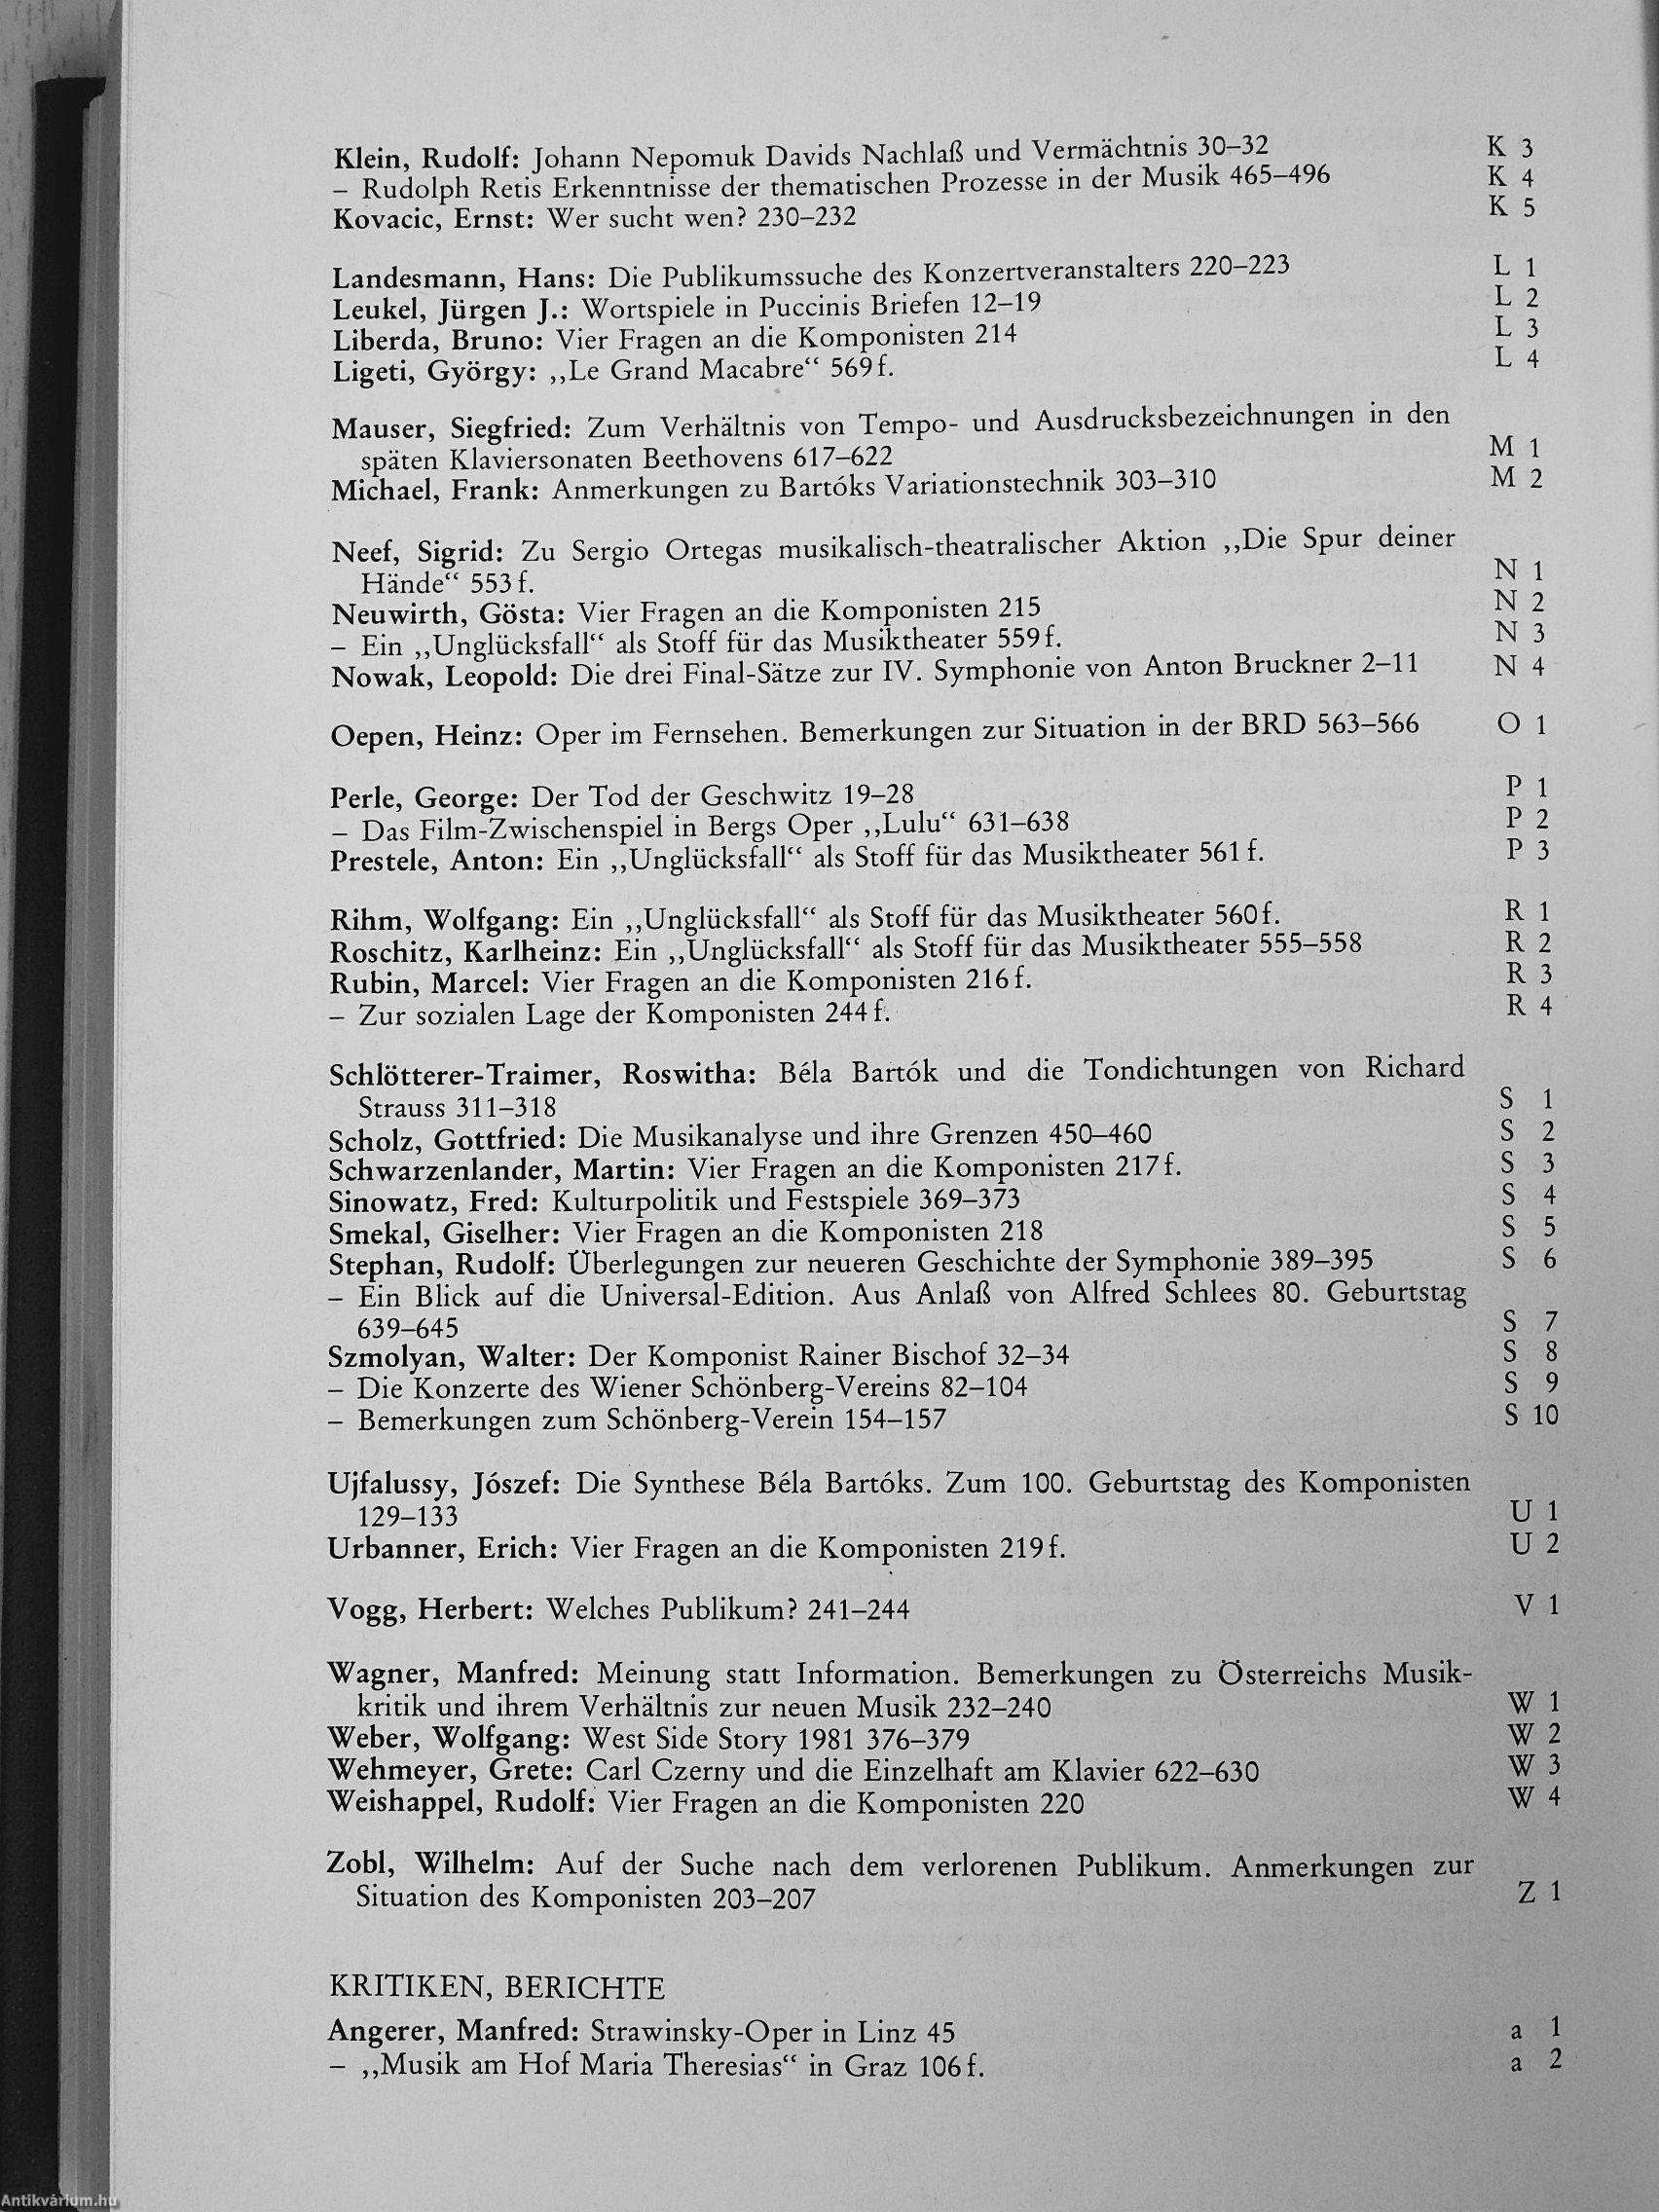 Klein, Rudolf: Johann Nepomuk Davids Nachlaß und Vermächtnis 30–32 K 3
– Rudolph Retis Erkenntnisse der thematischen Prozesse in der Musik 465–496 K 4
Kovacic, Ernst: Wer sucht wen? 230–232 K 5
Landesmann, Hans: Die Publikumssuche des Konzertveranstalters 220–223 L 1
Leukel, Jürgen J.: Wortspiele in Puccinis Briefen 12–19 L 2
Liberda, Bruno: Vier Fragen an die Komponisten 214 L 3
Ligeti, György: ,,Le Grand Macabre“ 569 f. L 4
Mauser, Siegfried: Zum Verhältnis von Tempo- und Ausdrucksbezeichnungen in den
späten Klaviersonaten Beethovens 617–622 M 1
Michael, Frank: Anmerkungen zu Bartóks Variationstechnik 303–310 M 2
Neef, Sigrid: Zu Sergio Ortegas musikalisch-theatralischer Aktion ,,Die Spur deiner
Hände“ 553 f. N 1
Neuwirth, Gösta: Vier Fragen an die Komponisten 215 N 2
– Ein ,,Unglücksfall“ als Stoff für das Musiktheater 559 f. N 3
Nowak, Leopold: Die drei Final-Sätze zur IV. Symphonie von Anton Bruckner 2–11 N 4
Oepen, Heinz: Oper im Fernsehen. Bemerkungen zur Situation in der BRD 563–566 O 1
Perle, George: Der Tod der Geschwitz 19–28 P 1
– Das Film-Zwischenspiel in Bergs Oper ,,Lulu“ 631–638 P 2
Prestele, Anton: Ein ,,Unglücksfall“ als Stoff für das Musiktheater 561 f. P 3
Rihm, Wolfgang: Ein ,,Unglücksfall“ als Stoff für das Musiktheater 560 f. R 1
Roschitz, Karlheinz: Ein ,,Unglücksfall“ als Stoff für das Musiktheater 555–558 R 2
Rubin, Marcel: Vier Fragen an die Komponisten 216 f. R 3
– Zur sozialen Lage der Komponisten 244 f. R 4
Schlötterer-Traimer, Roswitha: Béla Bartók und die Tondichtungen von Richard
Strauss 311–318 S 1
Scholz, Gottfried: Die Musikanalyse und ihre Grenzen 450–460 S 2
Schwarzenlander, Martin: Vier Fragen an die Komponisten 217 f. S 3
Sinowatz, Fred: Kulturpolitik und Festspiele 369–373 S 4
Smekal, Giselher: Vier Fragen an die Komponisten 218 S 5
Stephan, Rudolf: Überlegungen zur neueren Geschichte der Symphonie 389–395 S 6
– Ein Blick auf die Universal-Edition. Aus Anlaß von Alfred Schlees 80. Geburtstag
639–645 S 7
Szmolyan, Walter: Der Komponist Rainer Bischof 32–34 S 8
– Die Konzerte des Wiener Schönberg-Vereins 82–104 S 9
– Bemerkungen zum Schönberg-Verein 154–157 S 10
Ujfalussy, Jószef: Die Synthese Béla Bartóks. Zum 100. Geburtstag des Komponisten
129–133 U 1
Urbanner, Erich: Vier Fragen an die Komponisten 219 f. U 2
Vogg, Herbert: Welches Publikum? 241–244 V 1
Wagner, Manfred: Meinung statt Information. Bemerkungen zu Österreichs Musik-
kritik und ihrem Verhältnis zur neuen Musik 232–240 W 1
Weber, Wolfgang: West Side Story 1981 376–379 W 2
Wehmeyer, Grete: Carl Czerny und die Einzelhaft am Klavier 622–630 W 3
Weishappel, Rudolf: Vier Fragen an die Komponisten 220 W 4
Zobl, Wilhelm: Auf der Suche nach dem verlorenen Publikum. Anmerkungen zur
Situation des Komponisten 203–207 Z 1
KRITIKEN, BERICHTE
Angerer, Manfred: Strawinsky-Oper in Linz 45 a 1
– ,,Musik am Hof Maria Theresias“ in Graz 106 f. a 2
Antikvárium.hu